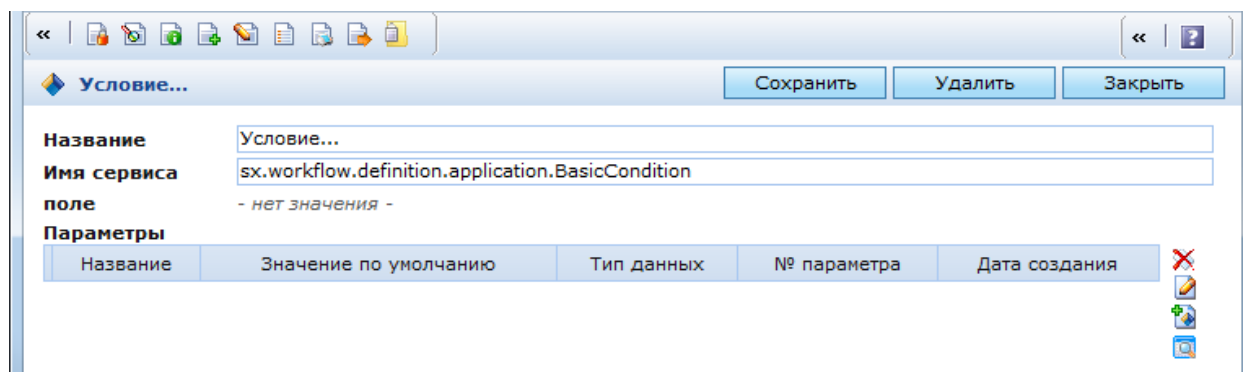 Условие... Сохранить Удалить Закрыть
Название Условие...
Имя сервиса sx.workflow.definition.application.BasicCondition
поле - нет значения -
Параметры
Название Значение по умолчанию Тип данных № параметра Дата создания